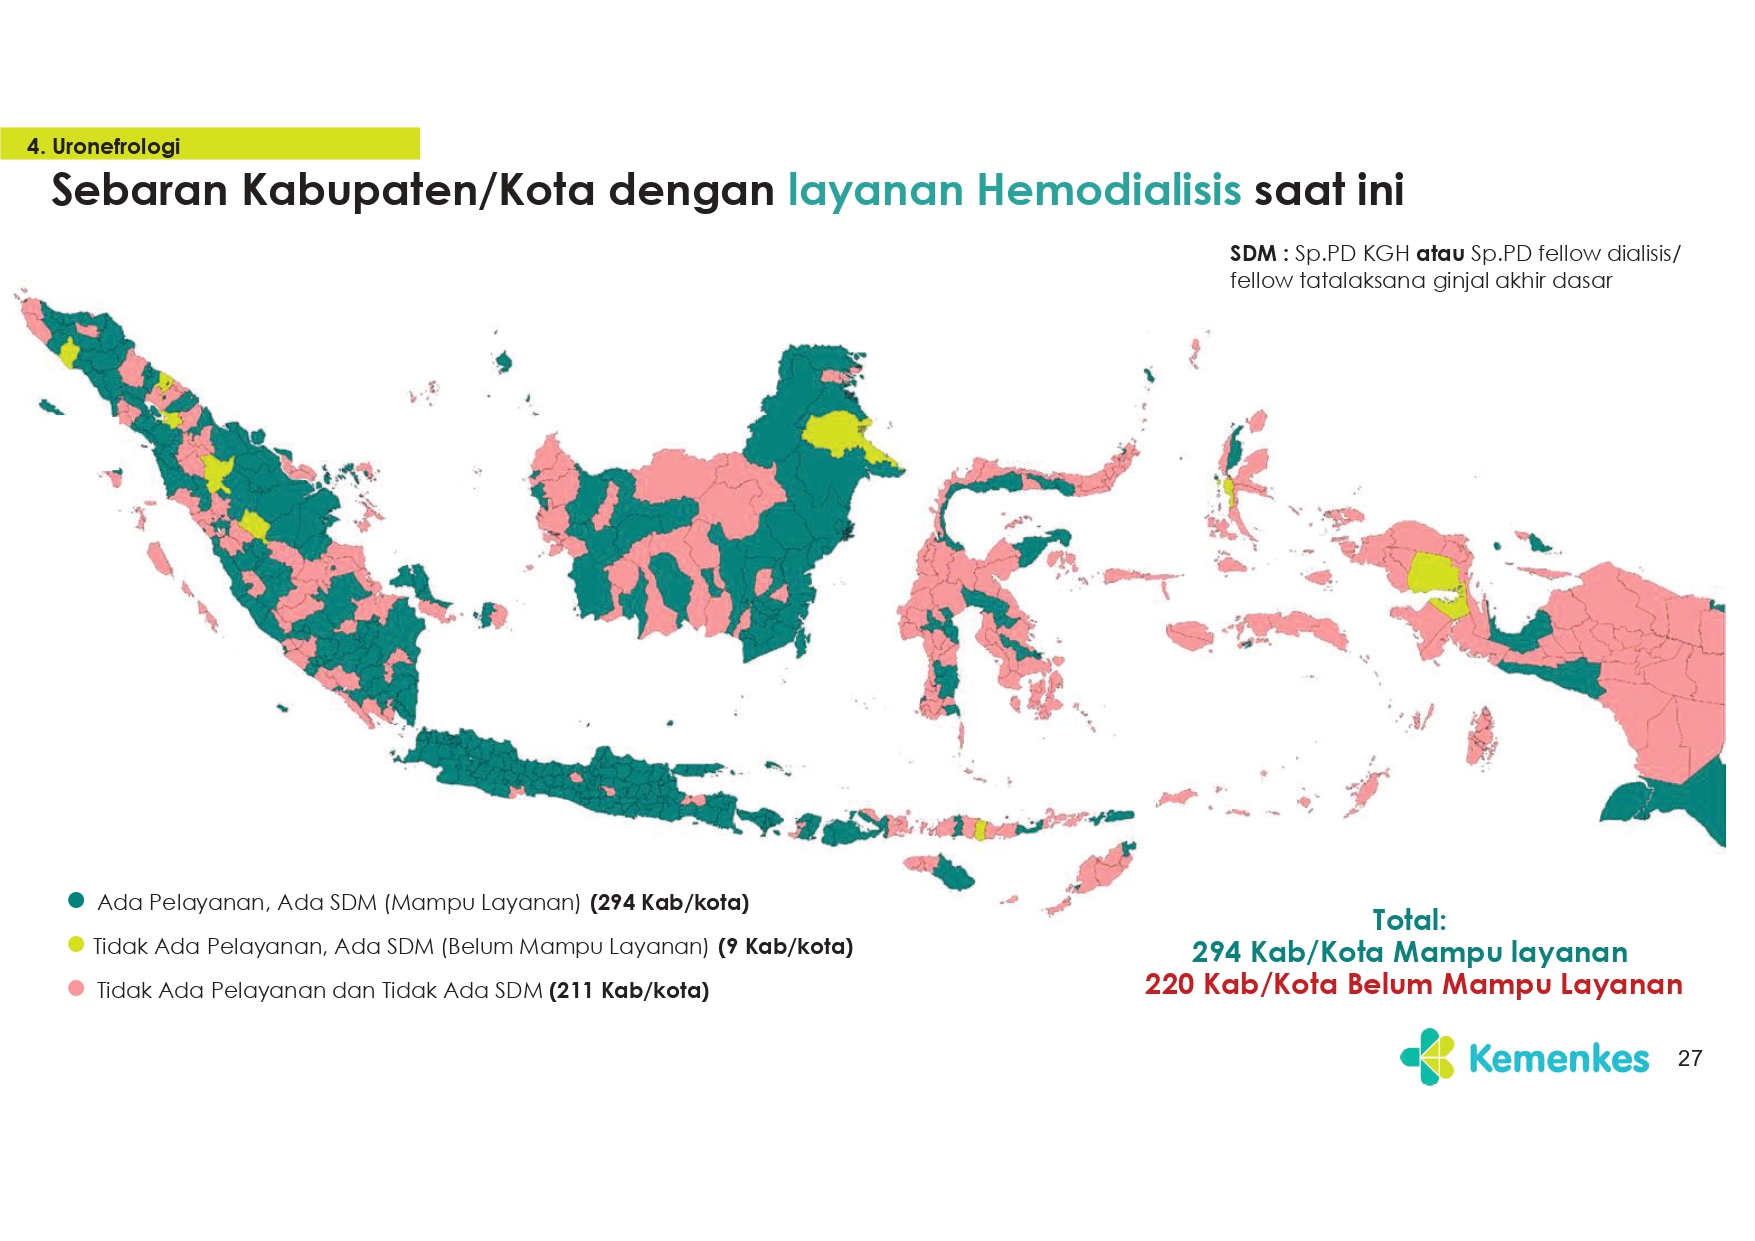 4. Uronefrologi
Sebaran Kabupaten/Kota dengan layanan Hemodialisis saat ini
SDM : Sp.PD KGH atau Sp.PD fellow dialisis/
fellow tatalaksana ginjal akhir dasar
Ada Pelayanan, Ada SDM (Mampu Layanan) (294 Kab/kota)
Tidak Ada Pelayanan, Ada SDM (Belum Mampu Layanan) (9 Kab/kota)
Tidak Ada Pelayanan dan Tidak Ada SDM (211 Kab/kota)
Total:
294 Kab/Kota Mampu layanan
220 Kab/Kota Belum Mampu Layanan
Kemenkes
27